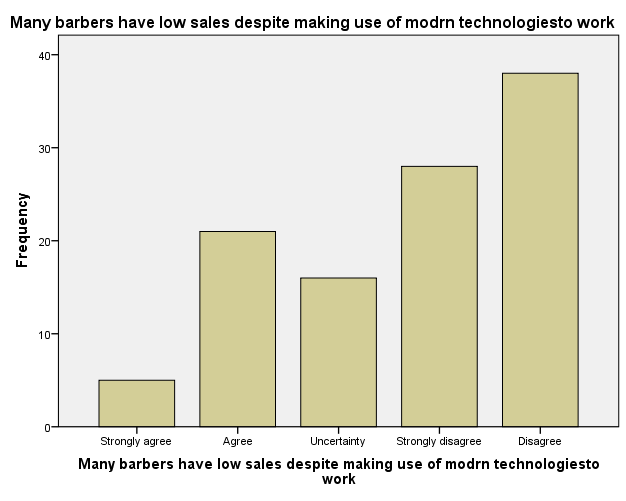 Many barbers have low sales despite making use of modrn technologiesto work
40
30
20
10
0
Frequency
Strongly agree
Agree
Uncertainty
Strongly disagree
Disagree
Many barbers have low sales despite making use of modrn technologiesto
work